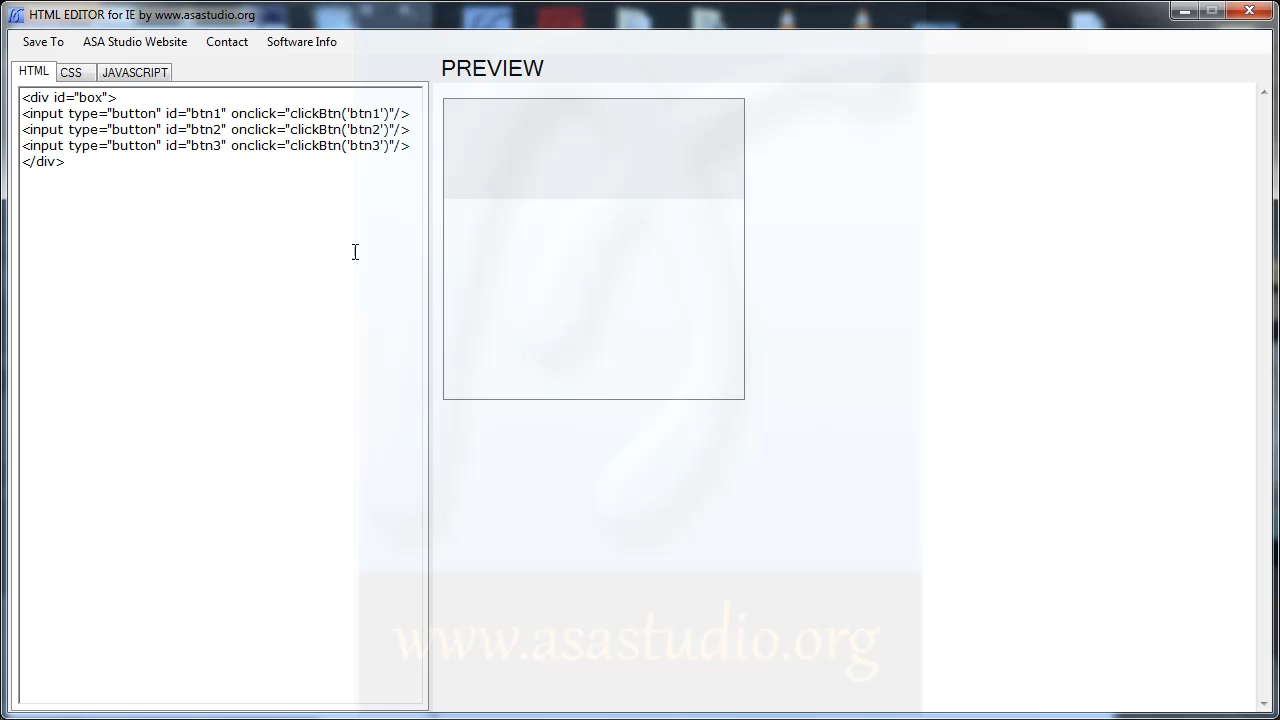 HTML EDITOR for IE by www.asastudio.org
Save To ASA Studio Website Contact Software Info
HTML CSS JAVASCRIPT
PREVIEW
<div id="box">
<input type="button" id="btn1" onclick="clickBtn('btn1')"/>
<input type="button" id="btn2" onclick="clickBtn('btn2')"/>
<input type="button" id="btn3" onclick="clickBtn('btn3')"/>
</div>
www.asastudio.org